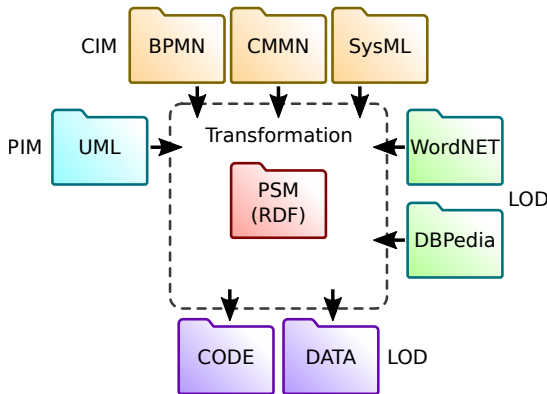 CIM
BPMN
CMMN
SysML
Transformation
PIM
UML
WordNET
PSM
(RDF)
LOD
DBPedia
CODE
DATA
LOD